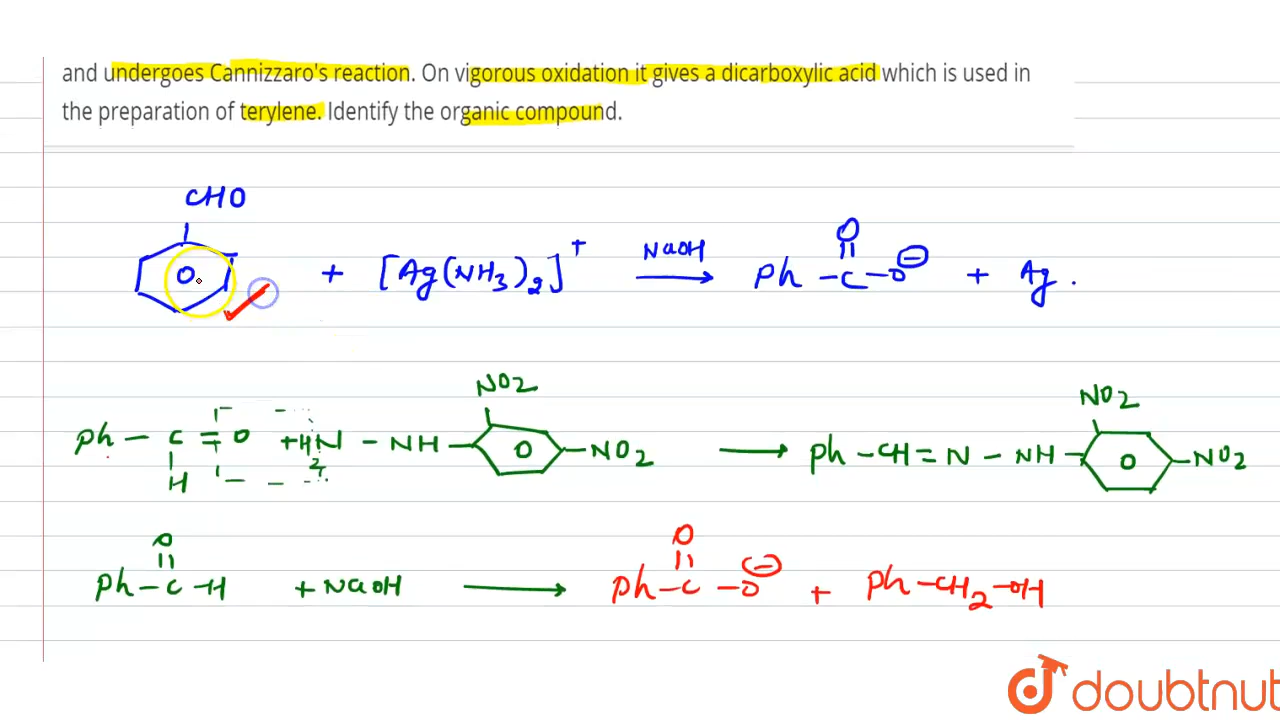 and undergoes Cannizzaro's reaction. On vigorous oxidation it gives a dicarboxylic acid which is used in
the preparation of terylene. Identify the organic compound.
CHO
O + [Ag(NH3)2]+ NaOH → Ph-C-O⊖ + Ag.
O
NO2 NO2
Ph-C=O + H2N-NH-O-NO2 → Ph-CH=N-NH-O-NO2
H
O O
Ph-C-H + NaOH → Ph-C-O⊖ + Ph-CH2-OH
doubtnut